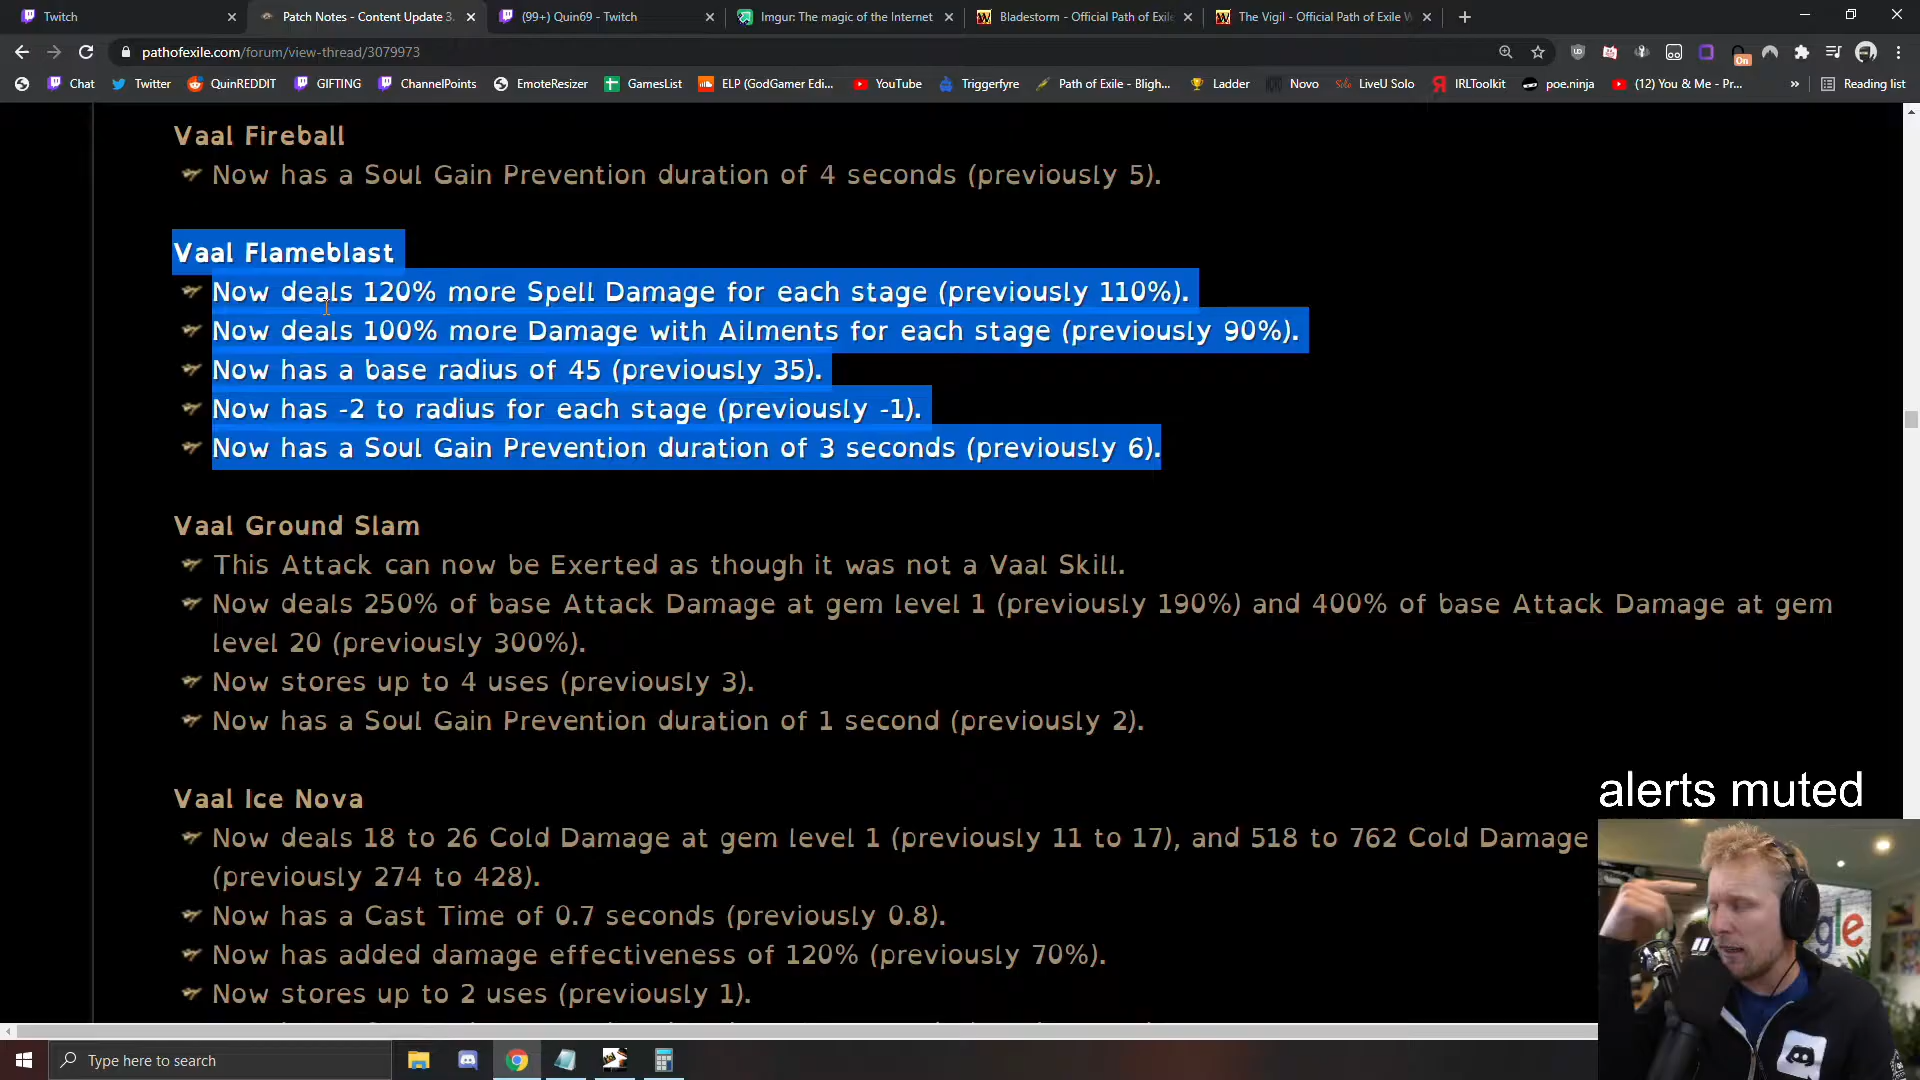 Twitch
Patch Notes - Content Update 3.
(99+) Quin69 - Twitch
Imgur: The magic of the Internet
Bladestorm - Official Path of Exile
The Vigil - Official Path of Exile W
pathofexile.com/forum/view-thread/3079973
On
Chat
Twitter
QuinREDDIT
GIFTING
ChannelPoints
EmoteResizer
GamesList
ELP (GodGamer Edi...
YouTube
Triggerfyre
Path of Exile - Bligh...
Ladder
Novo
LiveU Solo
IRLToolkit
poe.ninja
(12) You & Me - Pr...
»
Reading list
Vaal Fireball
Now has a Soul Gain Prevention duration of 4 seconds (previously 5).
Vaal Flameblast
Now deals 120% more Spell Damage for each stage (previously 110%).
Now deals 100% more Damage with Ailments for each stage (previously 90%).
Now has a base radius of 45 (previously 35).
Now has -2 to radius for each stage (previously -1).
Now has a Soul Gain Prevention duration of 3 seconds (previously 6).
Vaal Ground Slam
This Attack can now be Exerted as though it was not a Vaal Skill.
Now deals 250% of base Attack Damage at gem level 1 (previously 190%) and 400% of base Attack Damage at gem
level 20 (previously 300%).
Now stores up to 4 uses (previously 3).
Now has a Soul Gain Prevention duration of 1 second (previously 2).
Vaal Ice Nova
Now deals 18 to 26 Cold Damage at gem level 1 (previously 11 to 17), and 518 to 762 Cold Damage
(previously 274 to 428).
Now has a Cast Time of 0.7 seconds (previously 0.8).
Now has added damage effectiveness of 120% (previously 70%).
Now stores up to 2 uses (previously 1).
alerts muted
gle
Type here to search